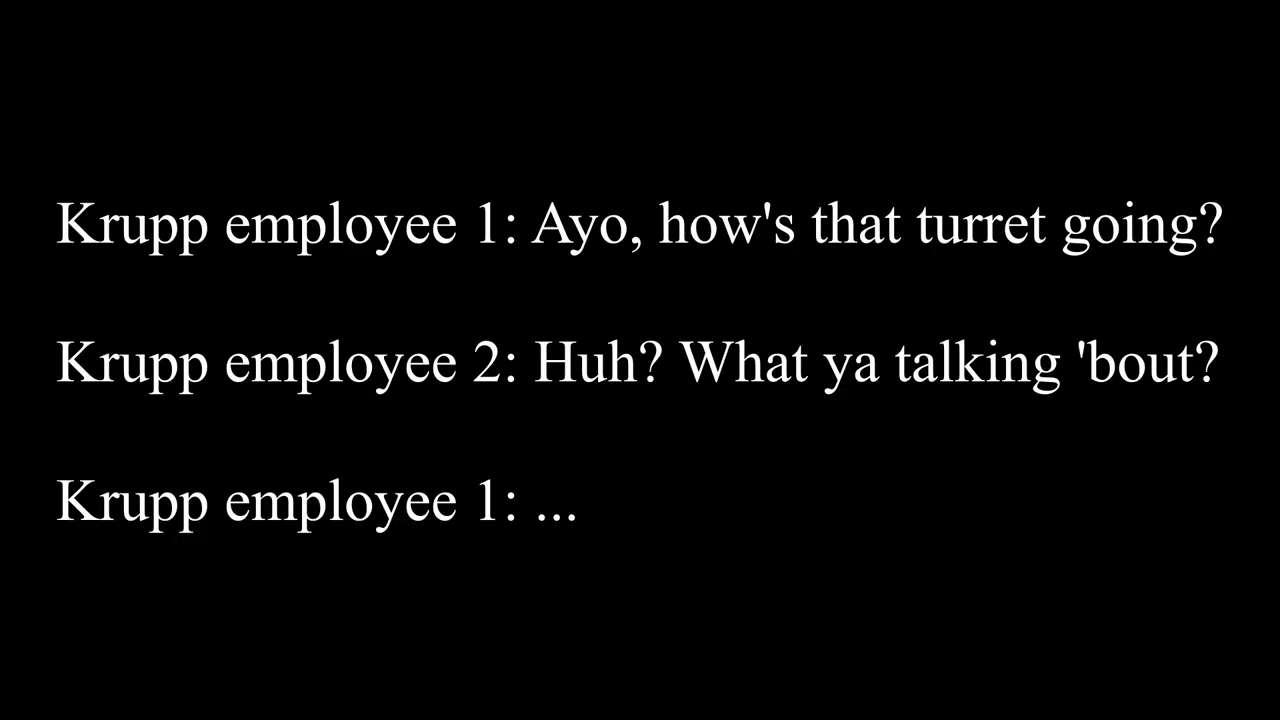 Krupp employee 1: Ayo, how's that turret going?
Krupp employee 2: Huh? What ya talking 'bout?
Krupp employee 1: ...